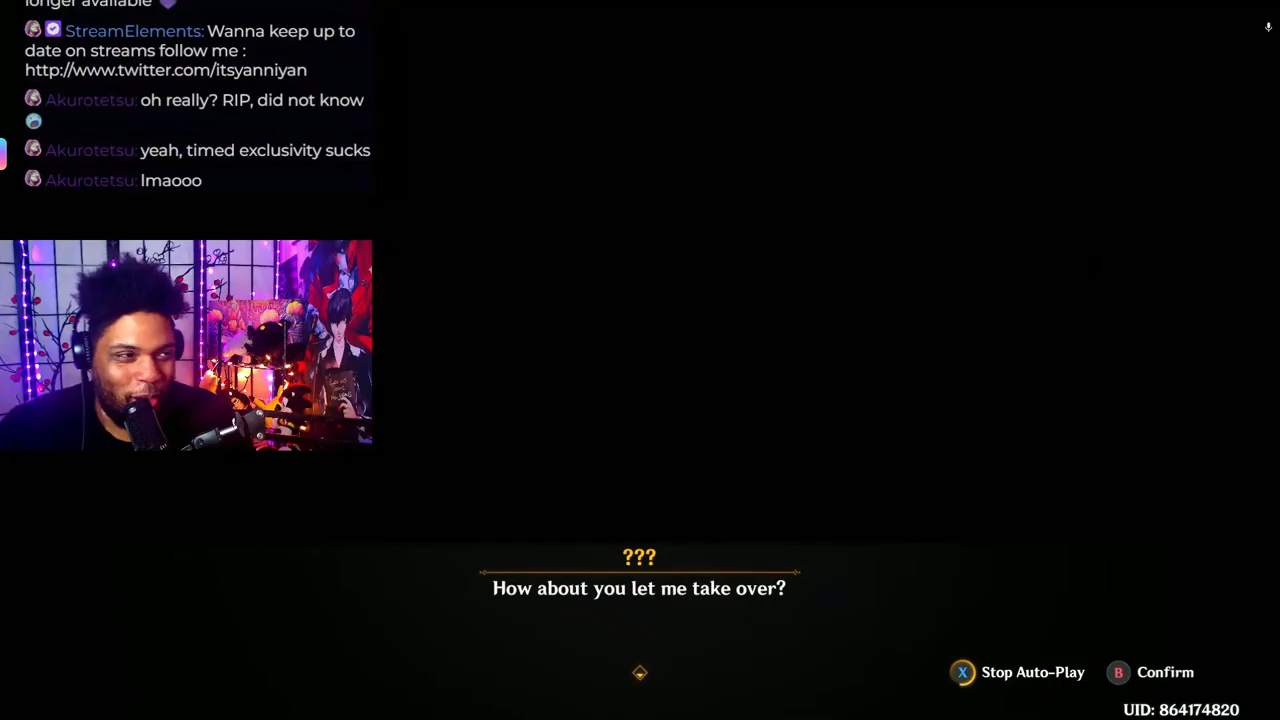 longer available
StreamElements: Wanna keep up to
date on streams follow me :
http://www.twitter.com/itsyanniyan
Akurotetsu: oh really? RIP, did not know
Akurotetsu: yeah, timed exclusivity sucks
Akurotetsu: lmaooo
???
How about you let me take over?
X Stop Auto-Play B Confirm
UID: 864174820